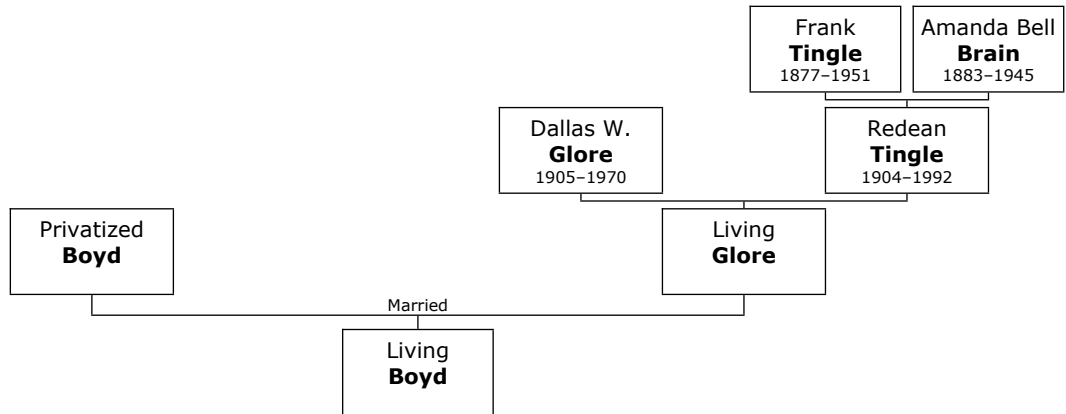 Frank
Tingle
1877–1951
Amanda Bell
Brain
1883–1945
Dallas W.
Glore
1905–1970
Redean
Tingle
1904–1992
Privatized
Boyd
Living
Glore
Married
Living
Boyd